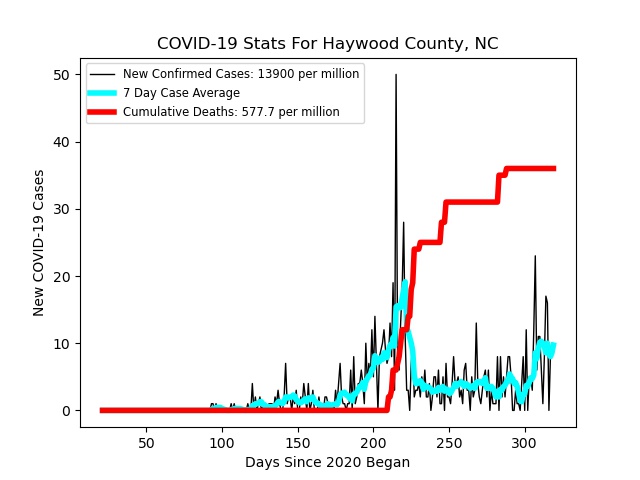 COVID-19 Stats For Haywood County, NC
New Confirmed Cases: 13900 per million
7 Day Case Average
Cumulative Deaths: 577.7 per million
New COVID-19 Cases
50
40
30
20
10
0
50 100 150 200 250 300
Days Since 2020 Began